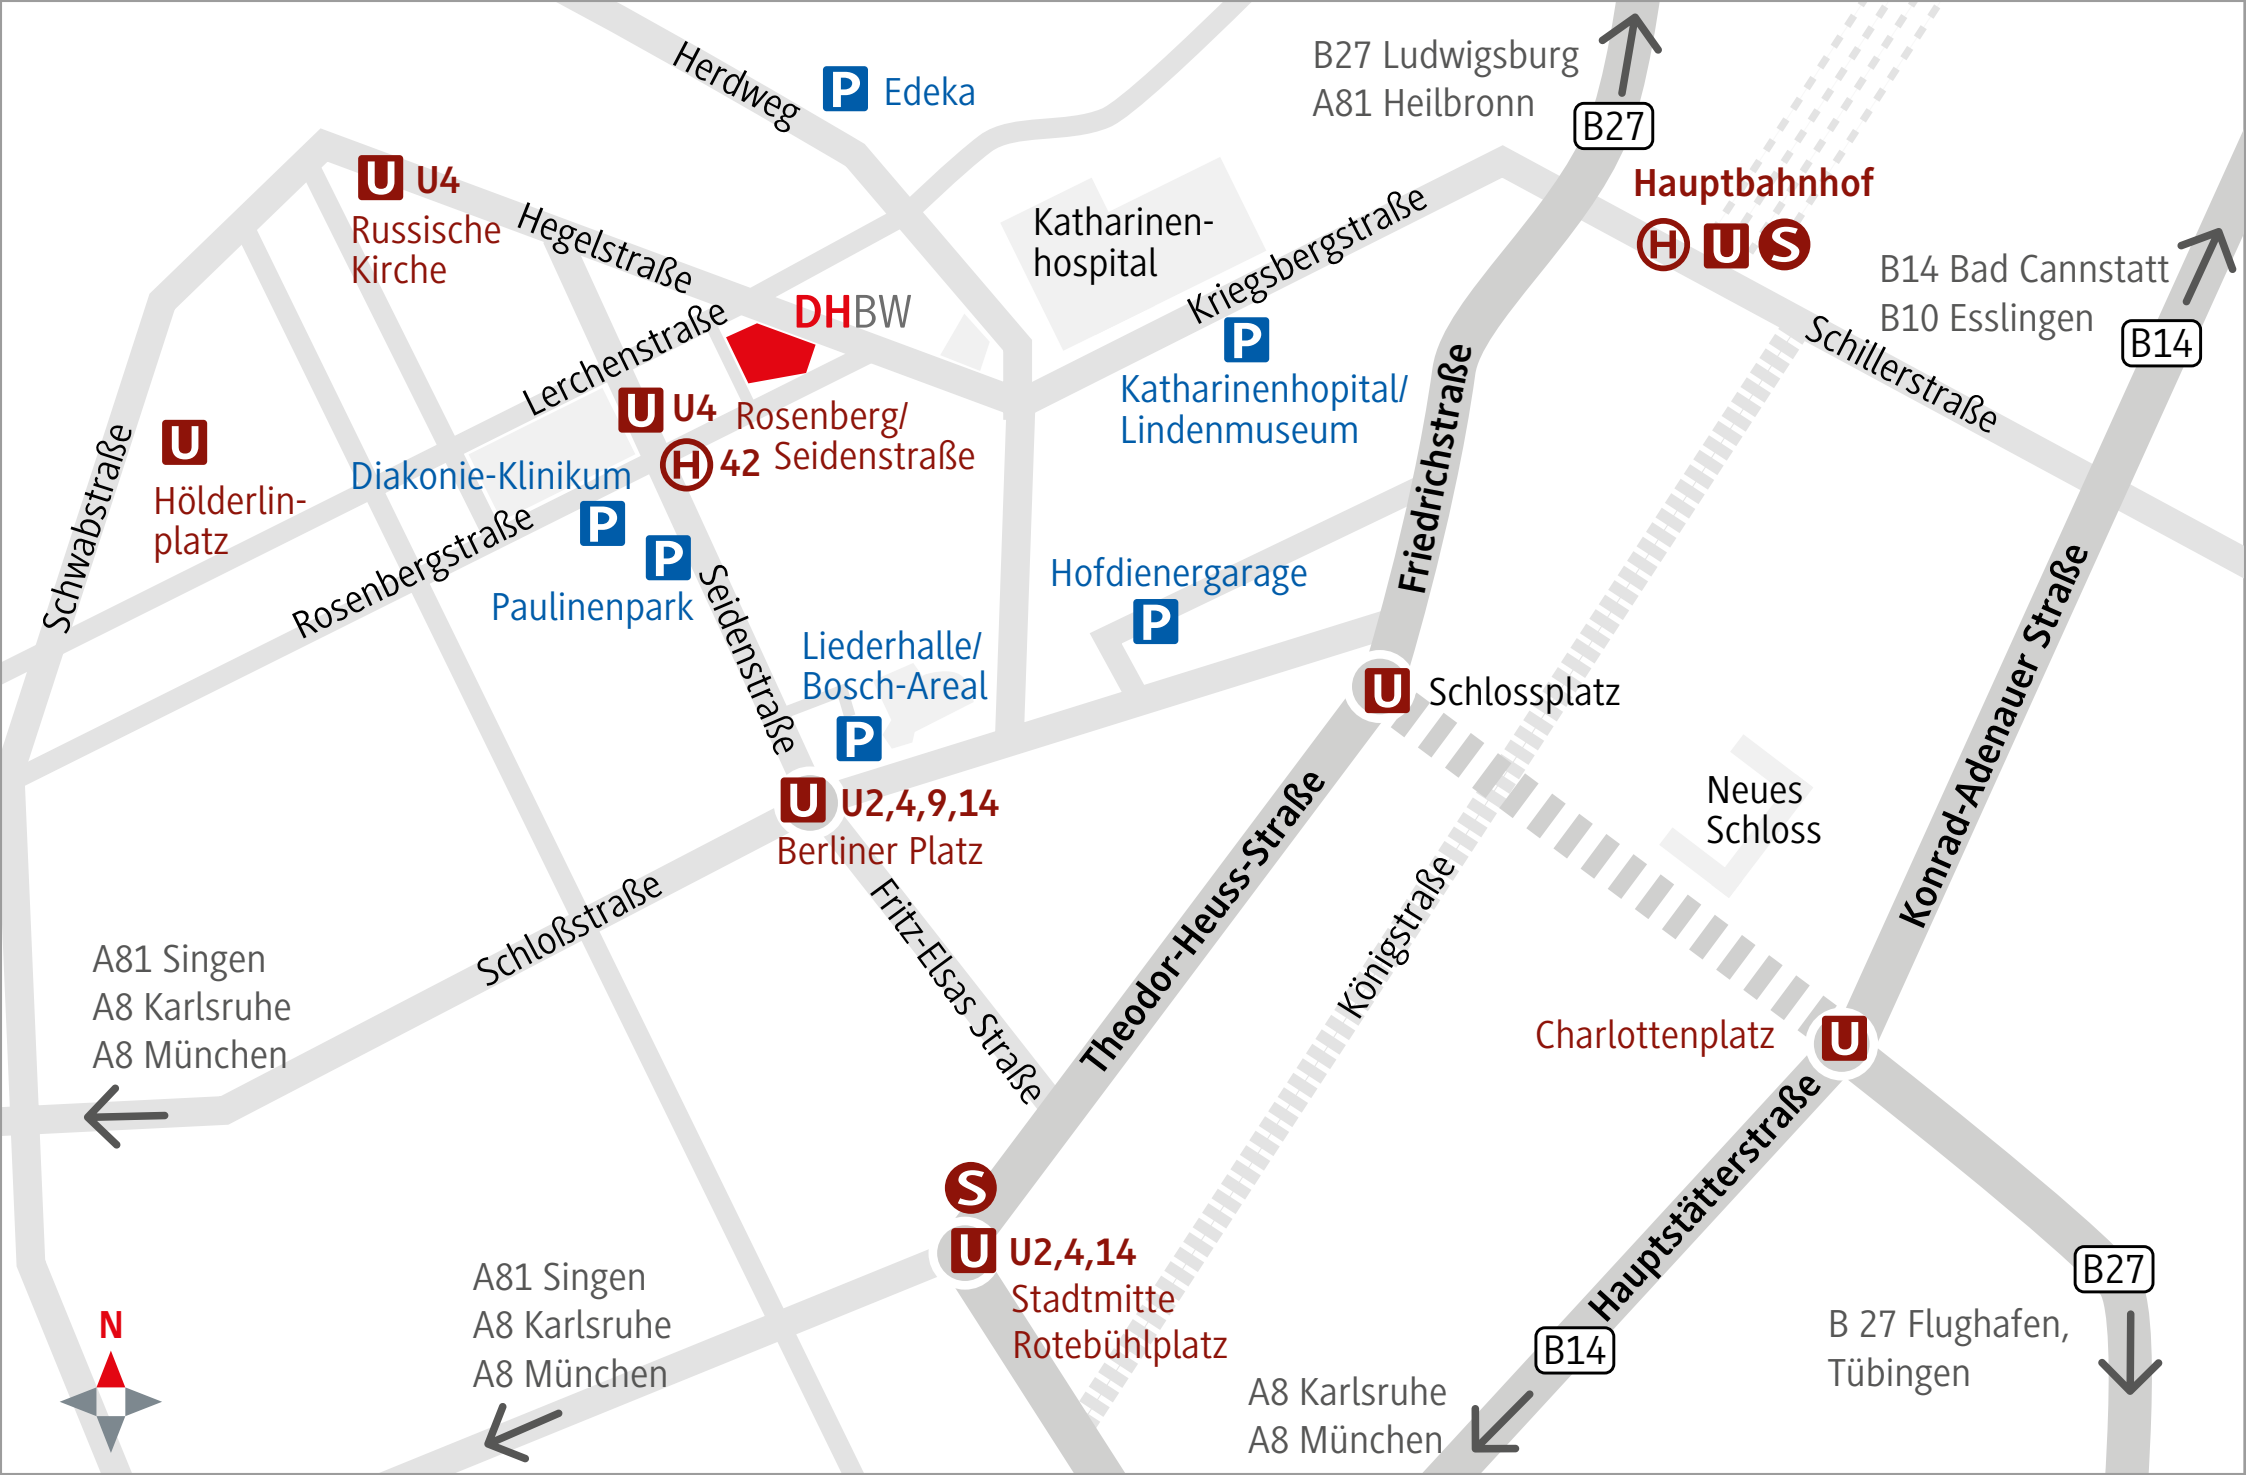 Herdweg
P Edeka
B27 Ludwigsburg
A81 Heilbronn
B27
U U4
Russische
Kirche
Hegelstraße
Katharinen-
hospital
Kriegsbergstraße
Hauptbahnhof
H U S
B14 Bad Cannstatt
B10 Esslingen
B14
Schillerstraße
DHBW
Lerchenstraße
P
Katharinenhopital/
Lindenmuseum
Friedrichstraße
U U4
Rosenberg/
H 42 Seidenstraße
U
Hölderlin-
platz
Schwabstraße
Diakonie-Klinikum
P
Rosenbergstraße
P
Paulinenpark
Seidenstraße
Hofdienergarage
P
Liederhalle/
Bosch-Areal
P
U Schlossplatz
Konrad-Adenauer Straße
Neues
Schloss
U U2,4,9,14
Berliner Platz
Theodor-Heuss-Straße
Königstraße
Schloßstraße
Fritz-Elsas Straße
A81 Singen
A8 Karlsruhe
A8 München
Charlottenplatz U
Hauptstätterstraße
S
U U2,4,14
Stadtmitte
Rotebühlplatz
A81 Singen
A8 Karlsruhe
A8 München
N
B27
B 27 Flughafen,
Tübingen
B14
A8 Karlsruhe
A8 München